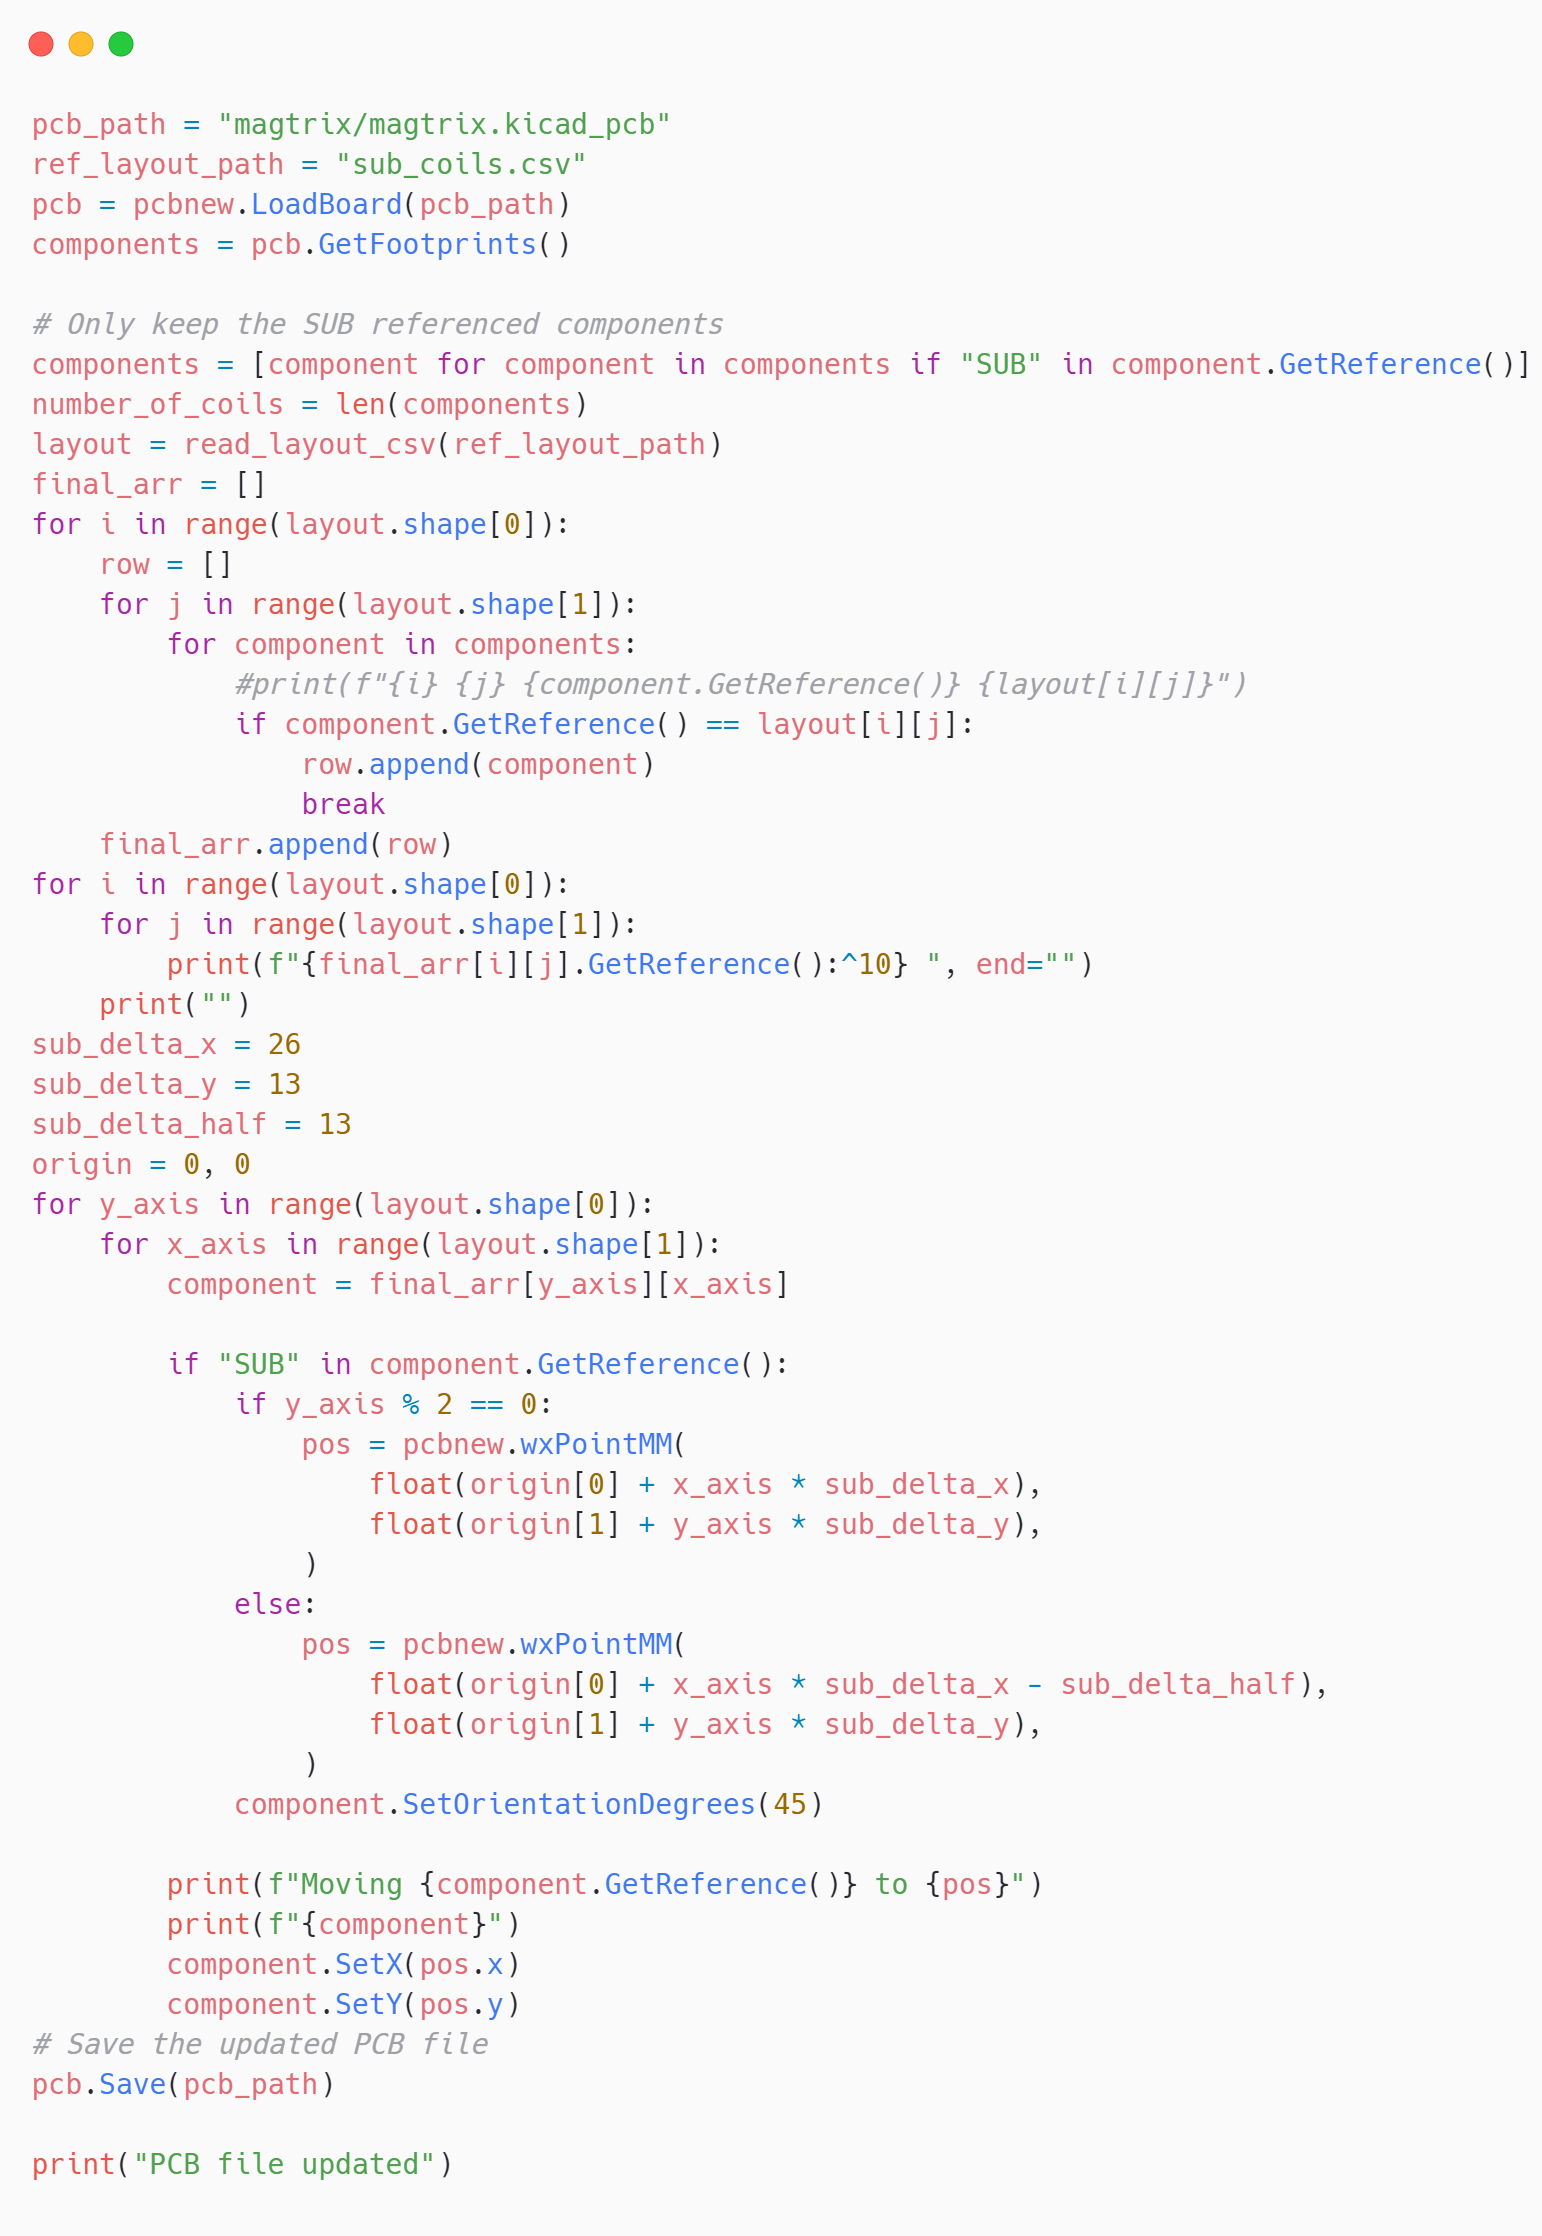 pcb_path = "magtrix/magtrix.kicad_pcb"
ref_layout_path = "sub_coils.csv"
pcb = pcbnew.LoadBoard(pcb_path)
components = pcb.GetFootprints()

# Only keep the SUB referenced components
components = [component for component in components if "SUB" in component.GetReference()]
number_of_coils = len(components)
layout = read_layout_csv(ref_layout_path)
final_arr = []
for i in range(layout.shape[0]):
    row = []
    for j in range(layout.shape[1]):
        for component in components:
            #print(f"{i} {j} {component.GetReference()} {layout[i][j]}")
            if component.GetReference() == layout[i][j]:
                row.append(component)
                break
    final_arr.append(row)
for i in range(layout.shape[0]):
    for j in range(layout.shape[1]):
        print(f"{final_arr[i][j].GetReference():^10} ", end="")
    print("")
sub_delta_x = 26
sub_delta_y = 13
sub_delta_half = 13
origin = 0, 0
for y_axis in range(layout.shape[0]):
    for x_axis in range(layout.shape[1]):
        component = final_arr[y_axis][x_axis]

        if "SUB" in component.GetReference():
            if y_axis % 2 == 0:
                pos = pcbnew.wxPointMM(
                    float(origin[0] + x_axis * sub_delta_x),
                    float(origin[1] + y_axis * sub_delta_y),
                )
            else:
                pos = pcbnew.wxPointMM(
                    float(origin[0] + x_axis * sub_delta_x - sub_delta_half),
                    float(origin[1] + y_axis * sub_delta_y),
                )
            component.SetOrientationDegrees(45)

        print(f"Moving {component.GetReference()} to {pos}")
        print(f"{component}")
        component.SetX(pos.x)
        component.SetY(pos.y)
# Save the updated PCB file
pcb.Save(pcb_path)

print("PCB file updated")